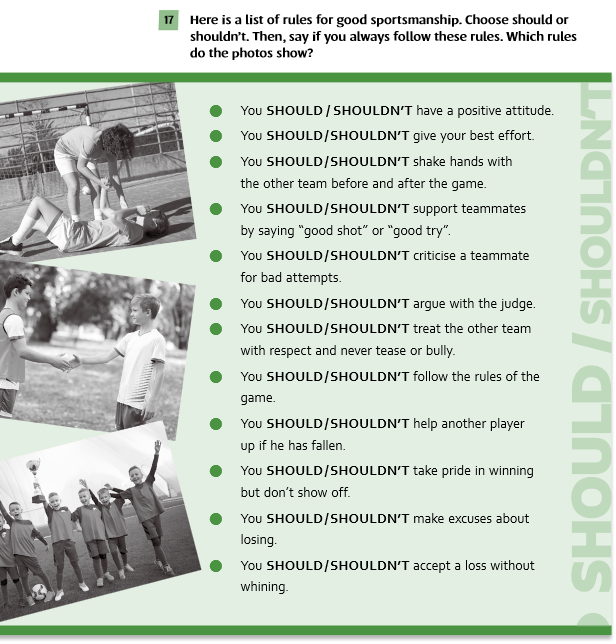 17 Here is a list of rules for good sportsmanship. Choose should or
shouldn't. Then, say if you always follow these rules. Which rules
do the photos show?
You SHOULD / SHOULDN'T have a positive attitude.
You SHOULD/SHOULDN'T give your best effort.
You SHOULD/SHOULDN'T shake hands with
the other team before and after the game.
You SHOULD/SHOULDN'T support teammates
by saying "good shot" or "good try".
You SHOULD/SHOULDN'T criticise a teammate
for bad attempts.
You SHOULD/SHOULDN'T argue with the judge.
You SHOULD/SHOULDN'T treat the other team
with respect and never tease or bully.
You SHOULD/SHOULDN'T follow the rules of the
game.
You SHOULD/SHOULDN'T help another player
up if he has fallen.
You SHOULD/SHOULDN'T take pride in winning
but don't show off.
You SHOULD/SHOULDN'T make excuses about
losing.
You SHOULD/SHOULDN'T accept a loss without
whining.
SHOULD / SHOULDN'T